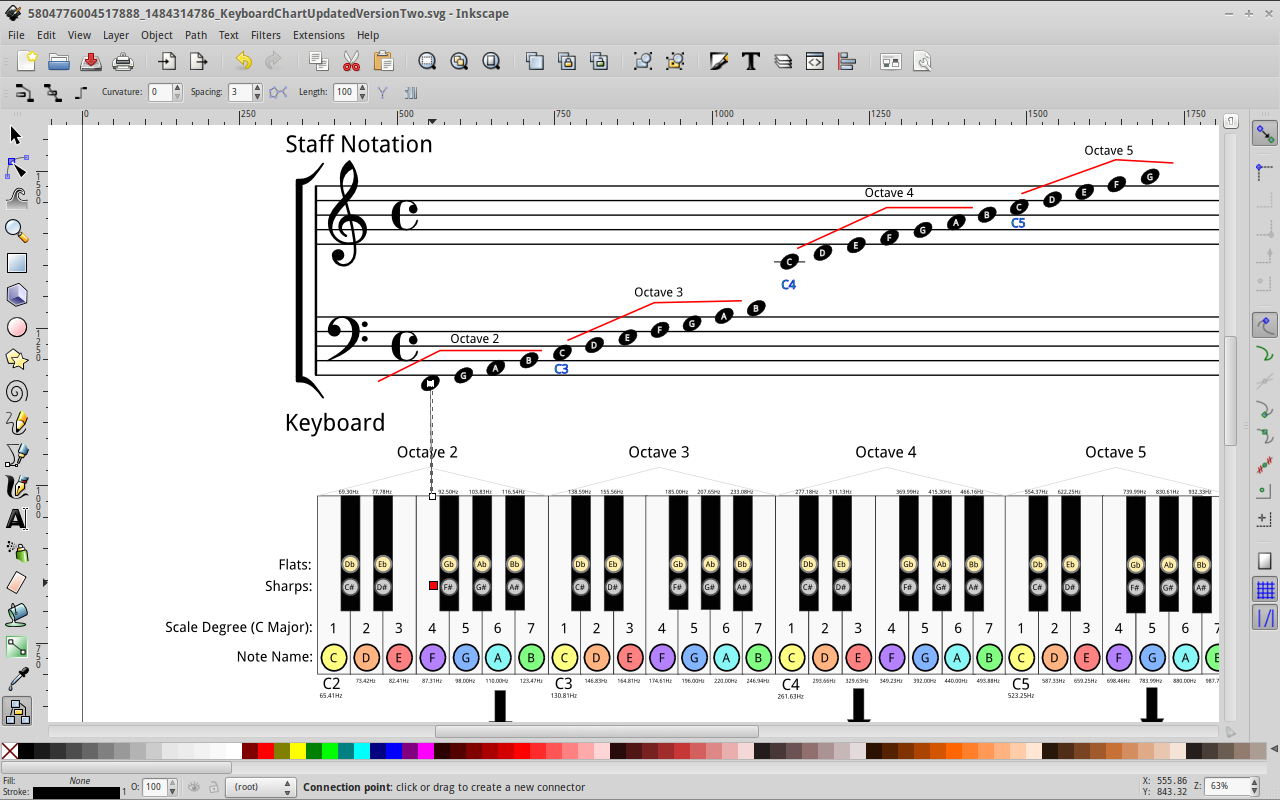 5804776004517888_1484314786_KeyboardChartUpdatedVersionTwo.svg - Inkscape
File Edit View Layer Object Path Text Filters Extensions Help
Curvature: 0 Spacing: 3 Length: 100
0 250 500 750 1000 1250 1500 1750
Staff Notation
Octave 5
Octave 4
C D E F G A B C D E F G
C5
C4
Octave 3
Octave 2
G A B C D E F G A B
C3
Keyboard
Octave 2 Octave 3 Octave 4 Octave 5
69.30Hz 77.78Hz 92.50Hz 103.83Hz 116.54Hz 138.59Hz 155.56Hz 185.00Hz 207.65Hz 233.08Hz 277.18Hz 311.13Hz 369.99Hz 415.30Hz 466.16Hz 554.37Hz 622.25Hz 739.99Hz 830.61Hz 932.33Hz
Flats: Db Eb Gb Ab Bb Db Eb Gb Ab Bb Db Eb Gb Ab Bb Db Eb Gb Ab Bb
Sharps: C# D# F# G# A# C# D# F# G# A# C# D# F# G# A# C# D# F# G# A#
Scale Degree (C Major): 1 2 3 4 5 6 7 1 2 3 4 5 6 7 1 2 3 4 5 6 7 1 2 3 4 5 6 7
Note Name: C D E F G A B C D E F G A B C D E F G A B C D E F G A B
C2 73.42Hz 82.41Hz 87.31Hz 98.00Hz 110.00Hz 123.47Hz C3 146.83Hz 164.81Hz 174.61Hz 196.00Hz 220.00Hz 246.94Hz C4 293.66Hz 329.63Hz 349.23Hz 392.00Hz 440.00Hz 493.88Hz C5 587.33Hz 659.25Hz 698.46Hz 783.99Hz 880.00Hz 987.7
65.41Hz 130.81Hz 261.63Hz 523.25Hz
Fill: None
Stroke: 1 O: 100 (root) Connection point: click or drag to create a new connector X: 555.86 Z: 63%
Y: 843.32